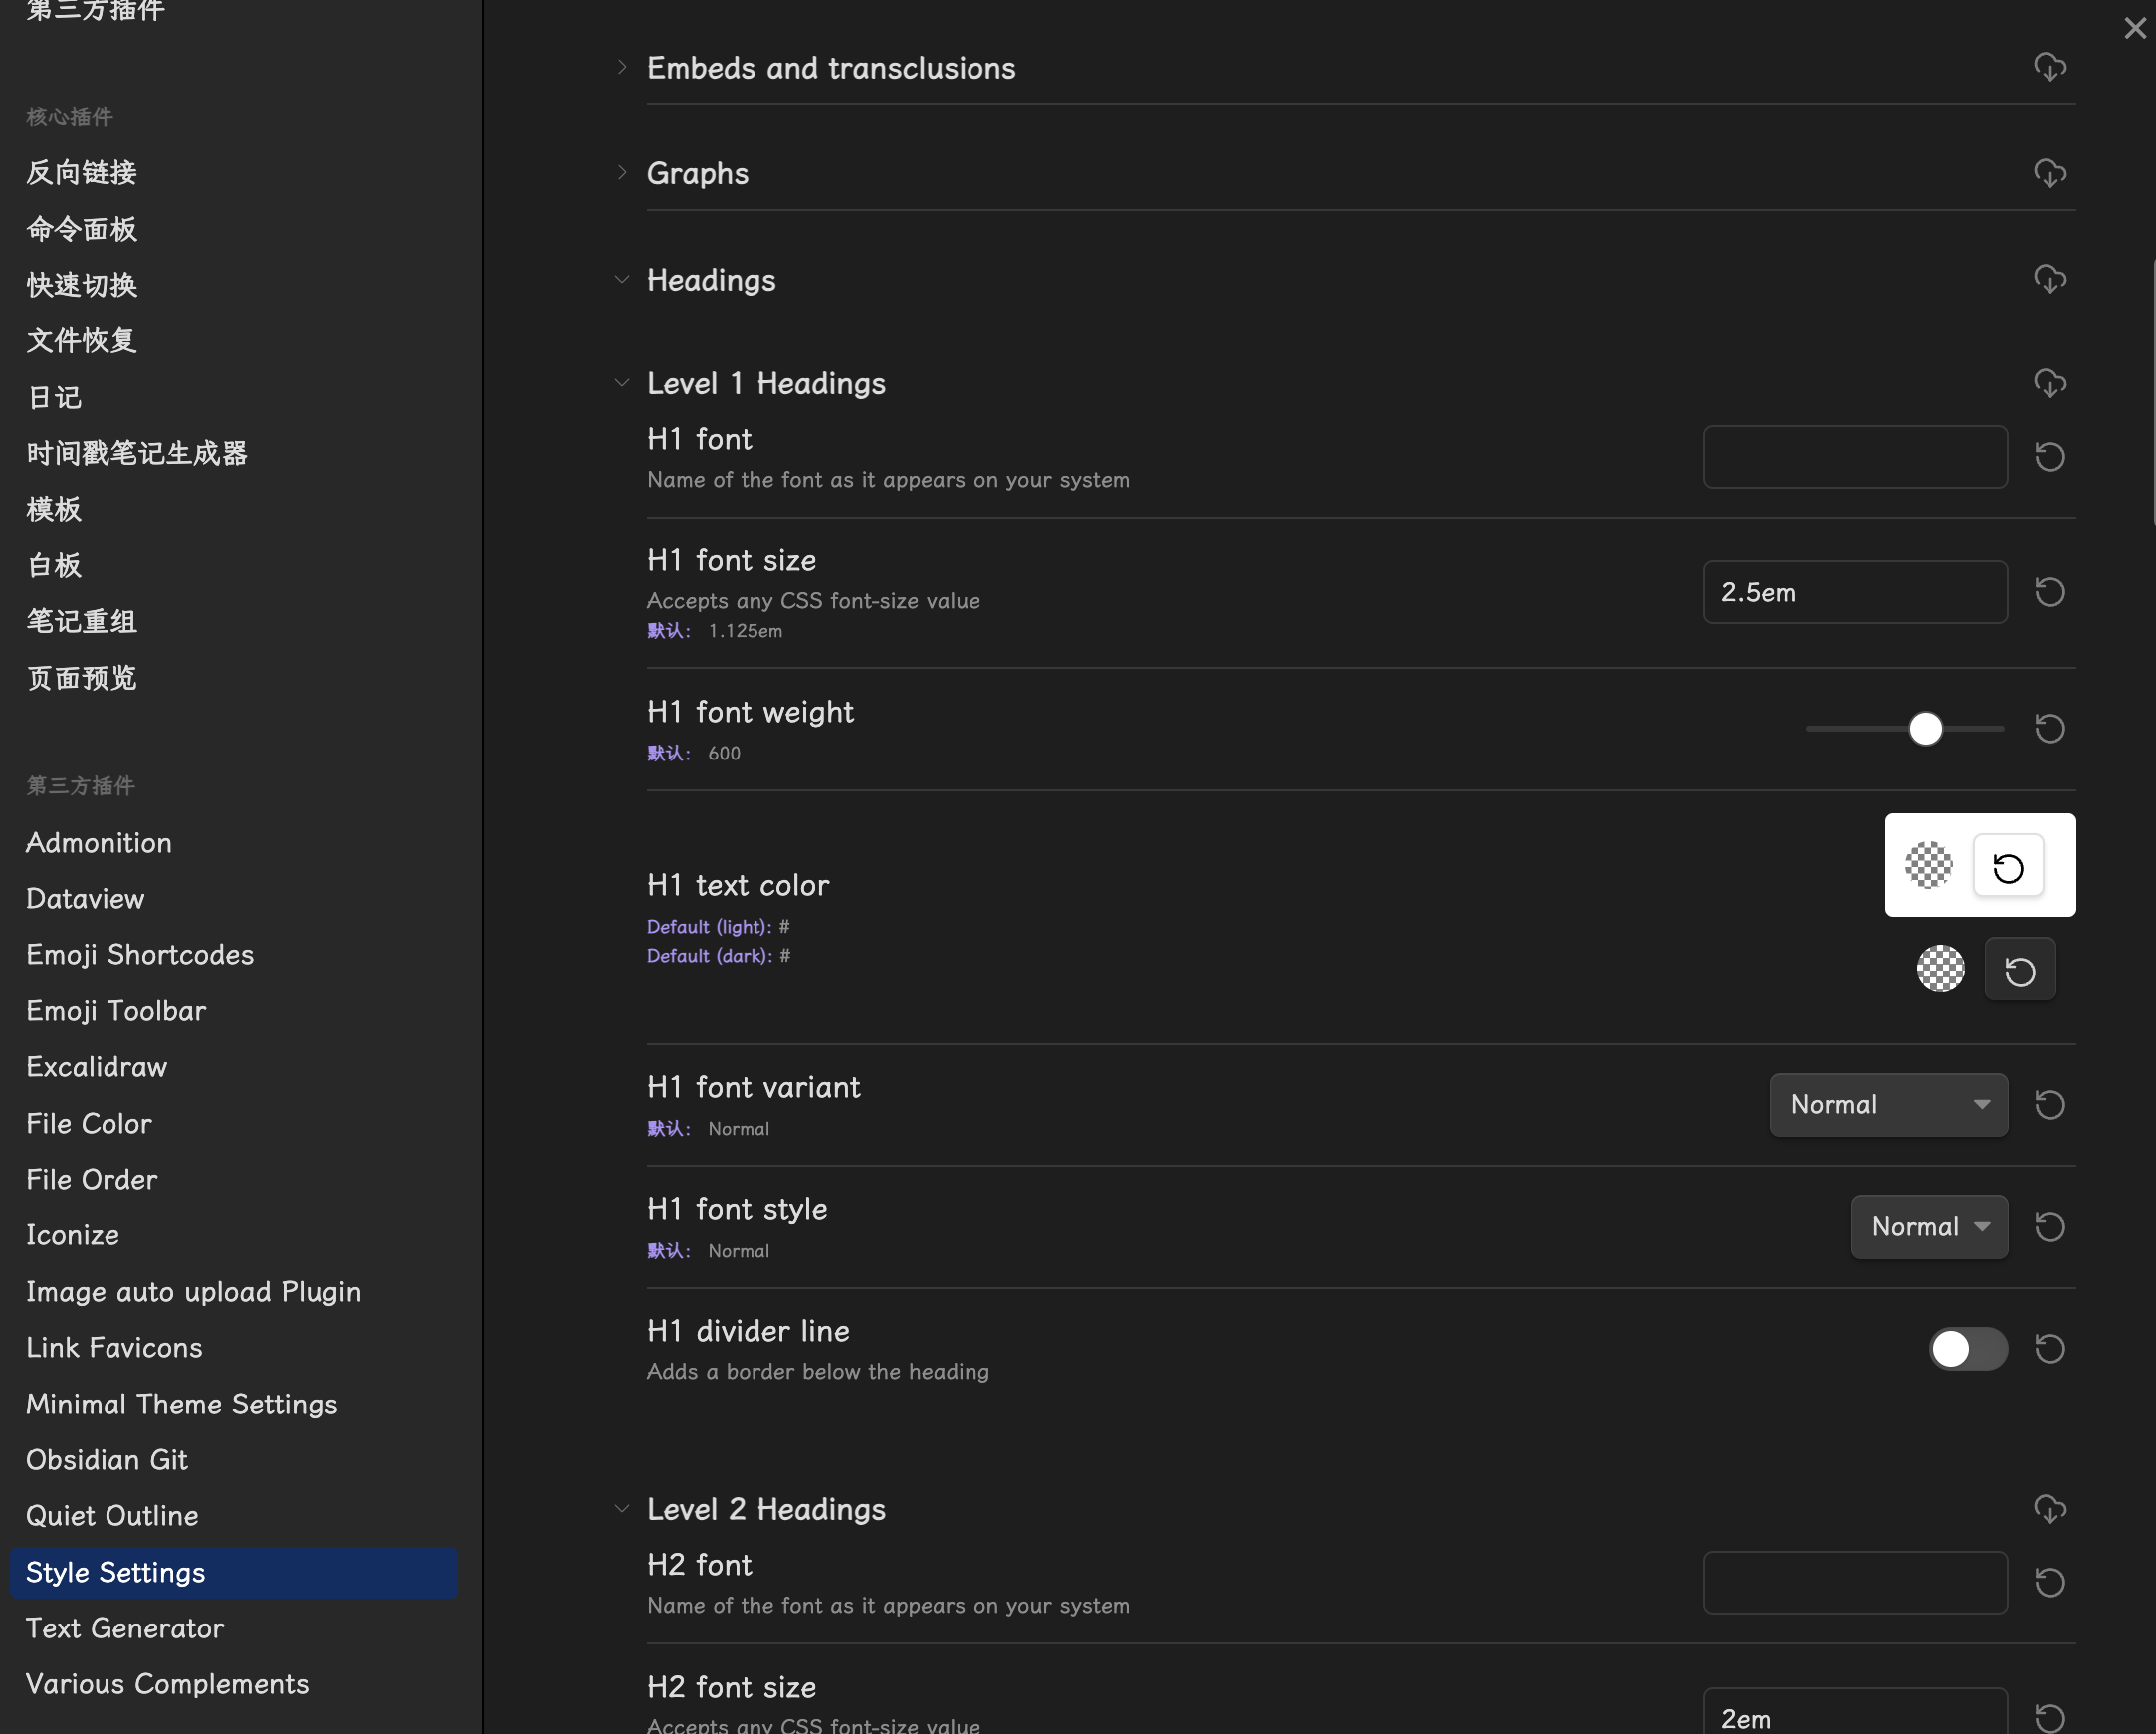 第三方插件
核心插件
反向链接
命令面板
快速切换
文件恢复
日记
时间戳笔记生成器
模板
白板
笔记重组
页面预览
第三方插件
Admonition
Dataview
Emoji Shortcodes
Emoji Toolbar
Excalidraw
File Color
File Order
Iconize
Image auto upload Plugin
Link Favicons
Minimal Theme Settings
Obsidian Git
Quiet Outline
Style Settings
Text Generator
Various Complements
Embeds and transclusions
Graphs
Headings
Level 1 Headings
H1 font
Name of the font as it appears on your system
H1 font size
Accepts any CSS font-size value
默认： 1.125em
2.5em
H1 font weight
默认： 600
H1 text color
Default (light): #
Default (dark): #
H1 font variant
默认： Normal
Normal
H1 font style
默认： Normal
Normal
H1 divider line
Adds a border below the heading
Level 2 Headings
H2 font
Name of the font as it appears on your system
H2 font size
Accepts any CSS font-size value
2em